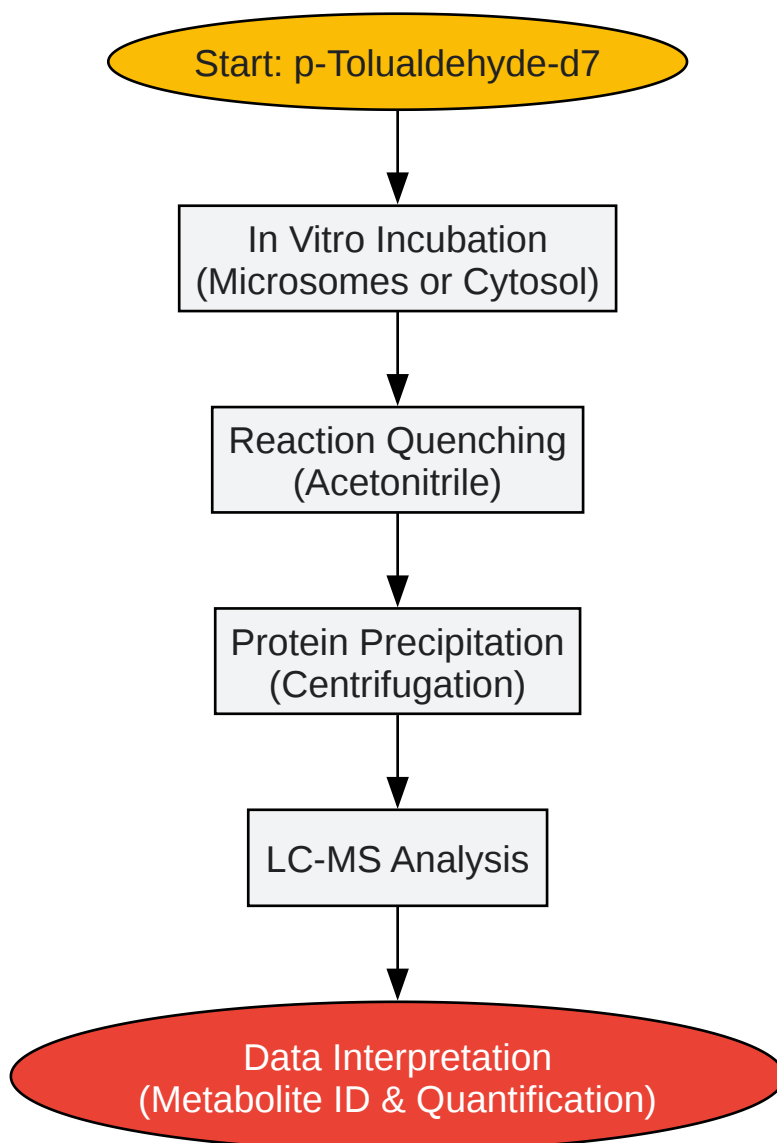 Start: p-Tolualdehyde-d7
In Vitro Incubation
(Microsomes or Cytosol)
Reaction Quenching
(Acetonitrile)
Protein Precipitation
(Centrifugation)
LC-MS Analysis
Data Interpretation
(Metabolite ID & Quantification)